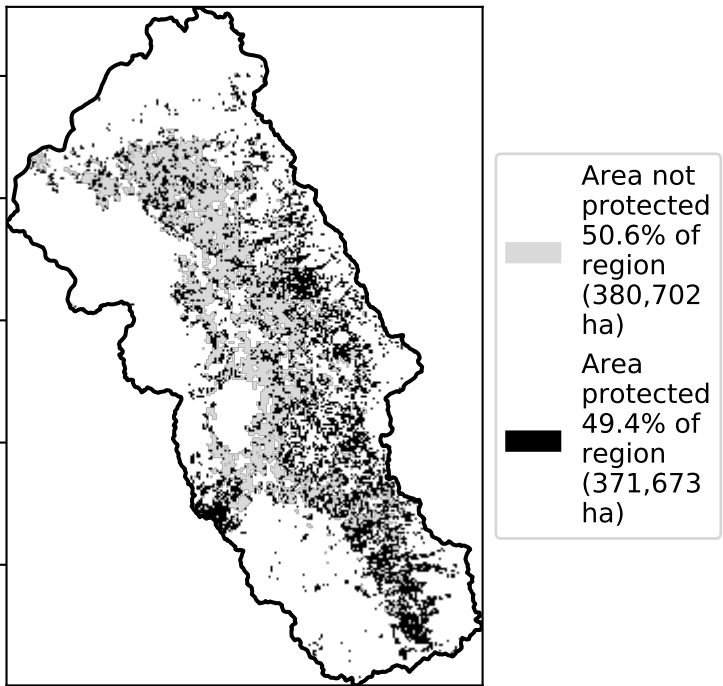 Area not
protected
50.6% of
region
(380,702
ha)
Area
protected
49.4% of
region
(371,673
ha)